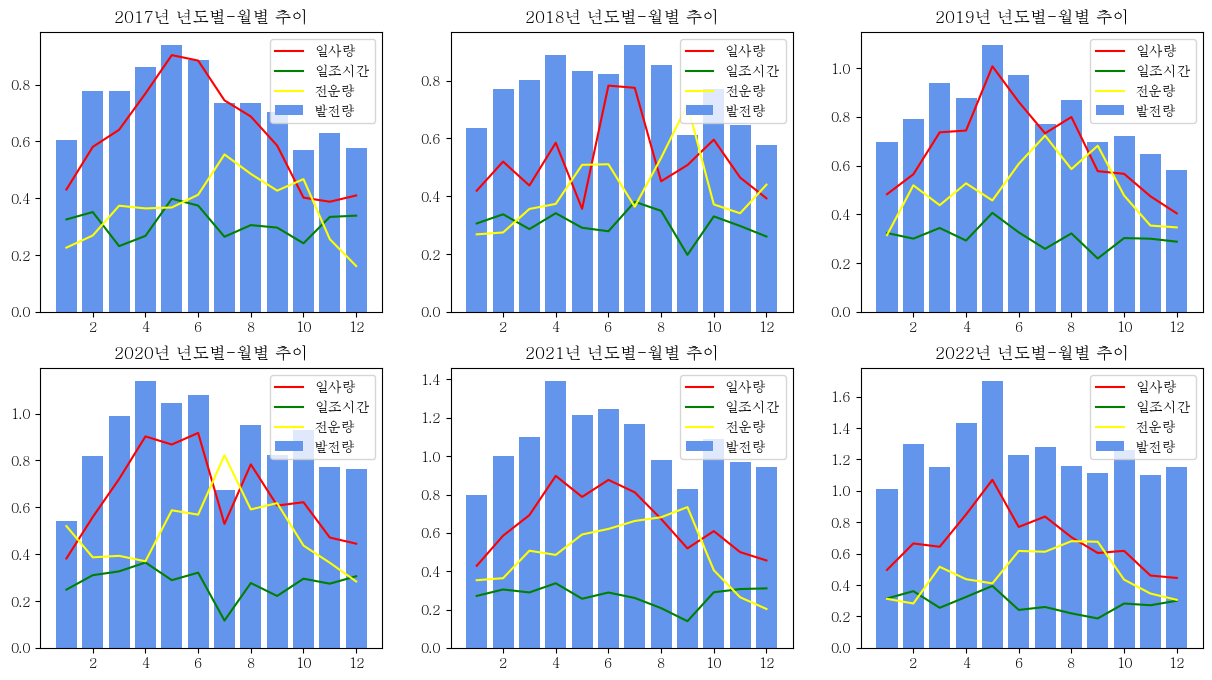 2017년 년도별-월별 추이
일사량
일조시간
전운량
발전량
0.8
0.6
0.4
0.2
0.0
2 4 6 8 10 12
2018년 년도별-월별 추이
일사량
일조시간
전운량
발전량
0.8
0.6
0.4
0.2
0.0
2 4 6 8 10 12
2019년 년도별-월별 추이
일사량
일조시간
전운량
발전량
1.0
0.8
0.6
0.4
0.2
0.0
2 4 6 8 10 12
2020년 년도별-월별 추이
일사량
일조시간
전운량
발전량
1.0
0.8
0.6
0.4
0.2
0.0
2 4 6 8 10 12
2021년 년도별-월별 추이
일사량
일조시간
전운량
발전량
1.4
1.2
1.0
0.8
0.6
0.4
0.2
0.0
2 4 6 8 10 12
2022년 년도별-월별 추이
일사량
일조시간
전운량
발전량
1.6
1.4
1.2
1.0
0.8
0.6
0.4
0.2
0.0
2 4 6 8 10 12